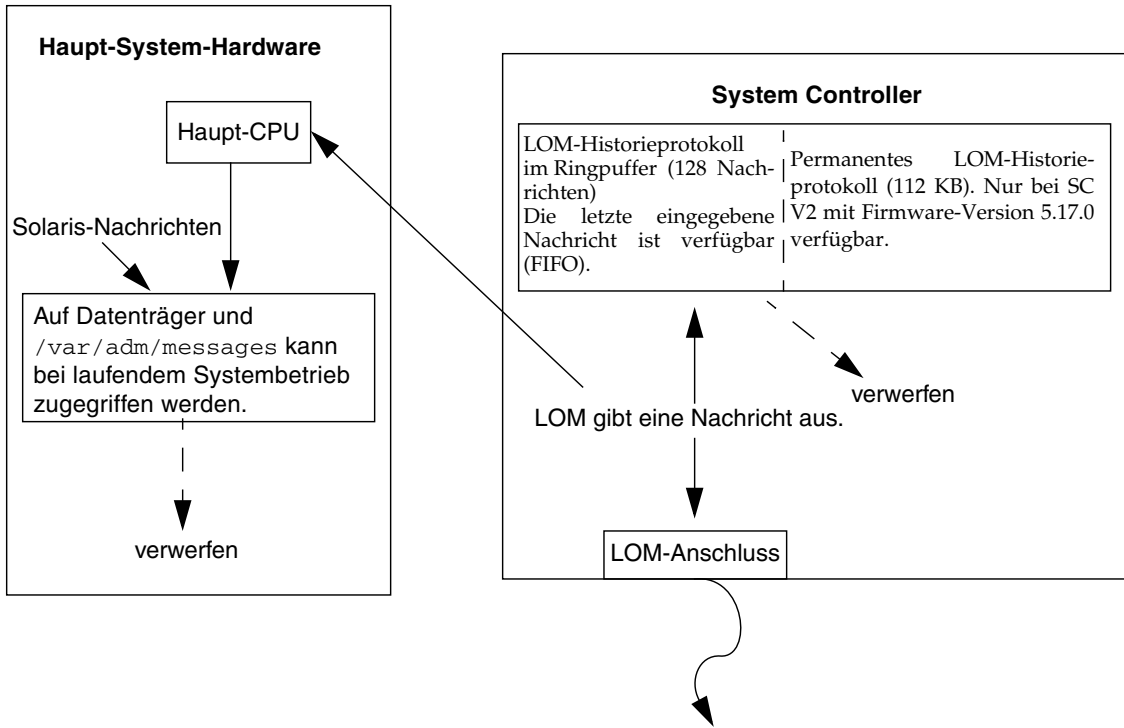 Haupt-System-Hardware
Haupt-CPU
Solaris-Nachrichten
Auf Datenträger und
/var/adm/messages kann
bei laufendem Systembetrieb
zugegriffen werden.
verwerfen
System Controller
LOM-Historieprotokoll
im Ringpuffer (128 Nach-
richten)
Die letzte eingegebene
Nachricht ist verfügbar
(FIFO).
Permanentes LOM-Historie-
protokoll (112 KB). Nur bei SC
V2 mit Firmware-Version 5.17.0
verfügbar.
verwerfen
LOM gibt eine Nachricht aus.
LOM-Anschluss